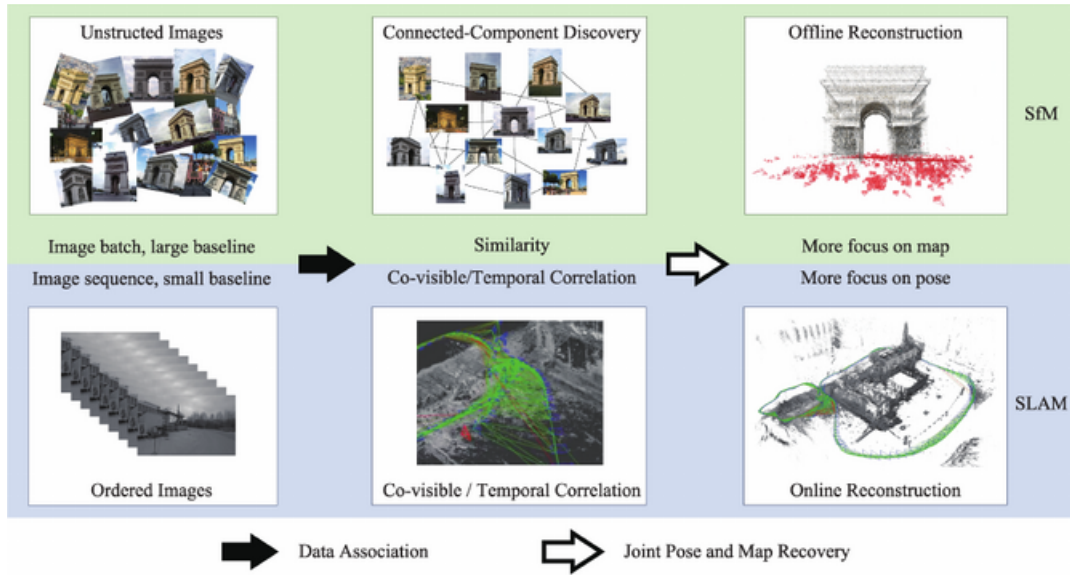 Unstructed Images
Connected-Component Discovery
Offline Reconstruction
SfM
Image batch, large baseline
Similarity
More focus on map
Image sequence, small baseline
Co-visible/Temporal Correlation
More focus on pose
SLAM
Ordered Images
Co-visible / Temporal Correlation
Online Reconstruction
Data Association
Joint Pose and Map Recovery